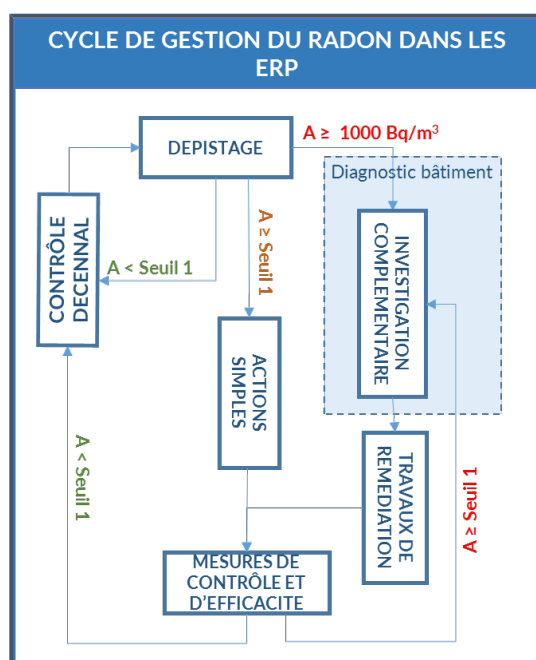 CYCLE DE GESTION DU RADON DANS LES
ERP
A ≥ 1000 Bq/m³
DEPISTAGE
Diagnostic bâtiment
CONTRÔLE
DECENNAL
A < Seuil 1
A ≥ Seuil 1
INVESTIGATION
COMPLEMENTAIRE
ACTIONS
SIMPLES
A < Seuil 1
TRAVAUX DE
REMEDIATION
A ≥ Seuil 1
MESURES DE
CONTRÔLE ET
D'EFFICACITE